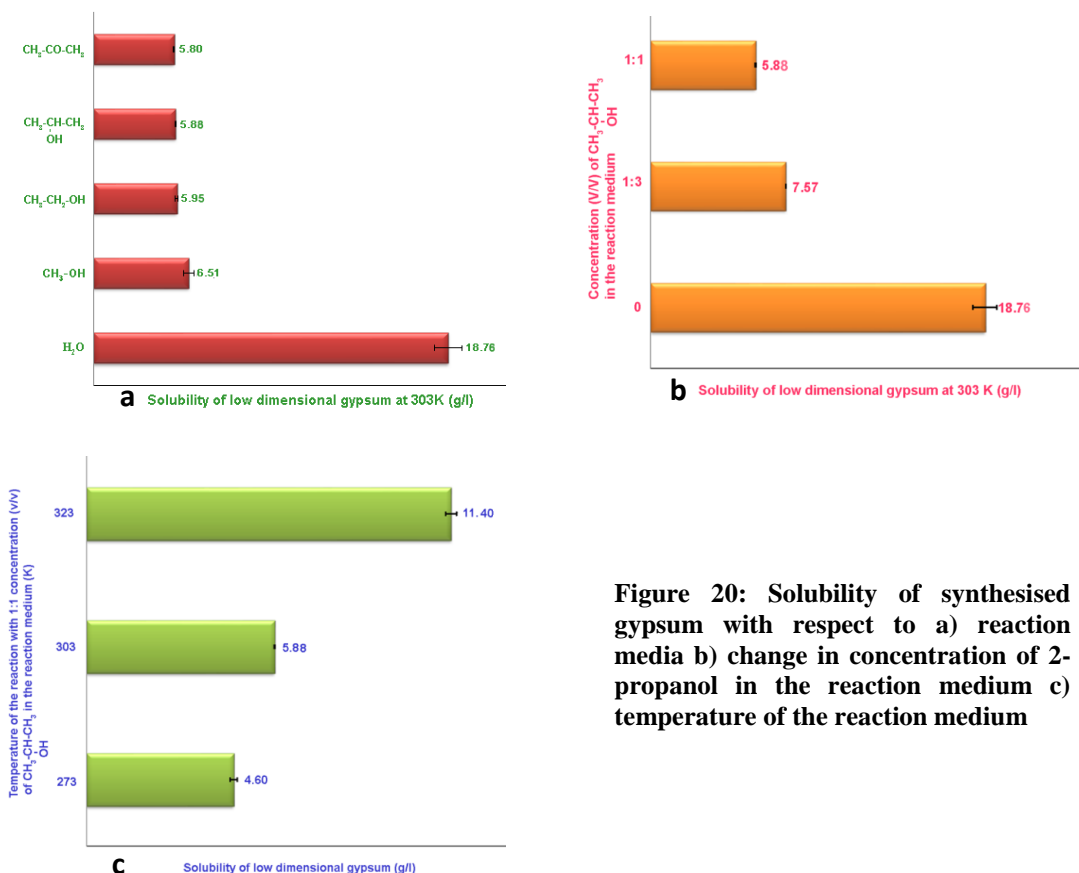 CH₃-CO-CH₃
5.80
CH₃-CH-CH₃
OH
5.88
CH₃-CH₂-OH
5.95
CH₃-OH
6.51
H₂O
18.76
a Solubility of low dimensional gypsum at 303K (g/l)
Concentration (V/V) of CH₃-CH-CH₃
OH
in the reaction medium
1:1
5.88
1:3
7.57
0
18.76
b Solubility of low dimensional gypsum at 303 K (g/l)
Temperature of the reaction with 1:1 concentration (v/v)
of CH₃-CH-CH₃ in the reaction medium (K)
OH
323
11.40
303
5.88
273
4.60
c Solubility of low dimensional gypsum (g/l)
Figure 20: Solubility of synthesised
gypsum with respect to a) reaction
media b) change in concentration of 2-
propanol in the reaction medium c)
temperature of the reaction medium